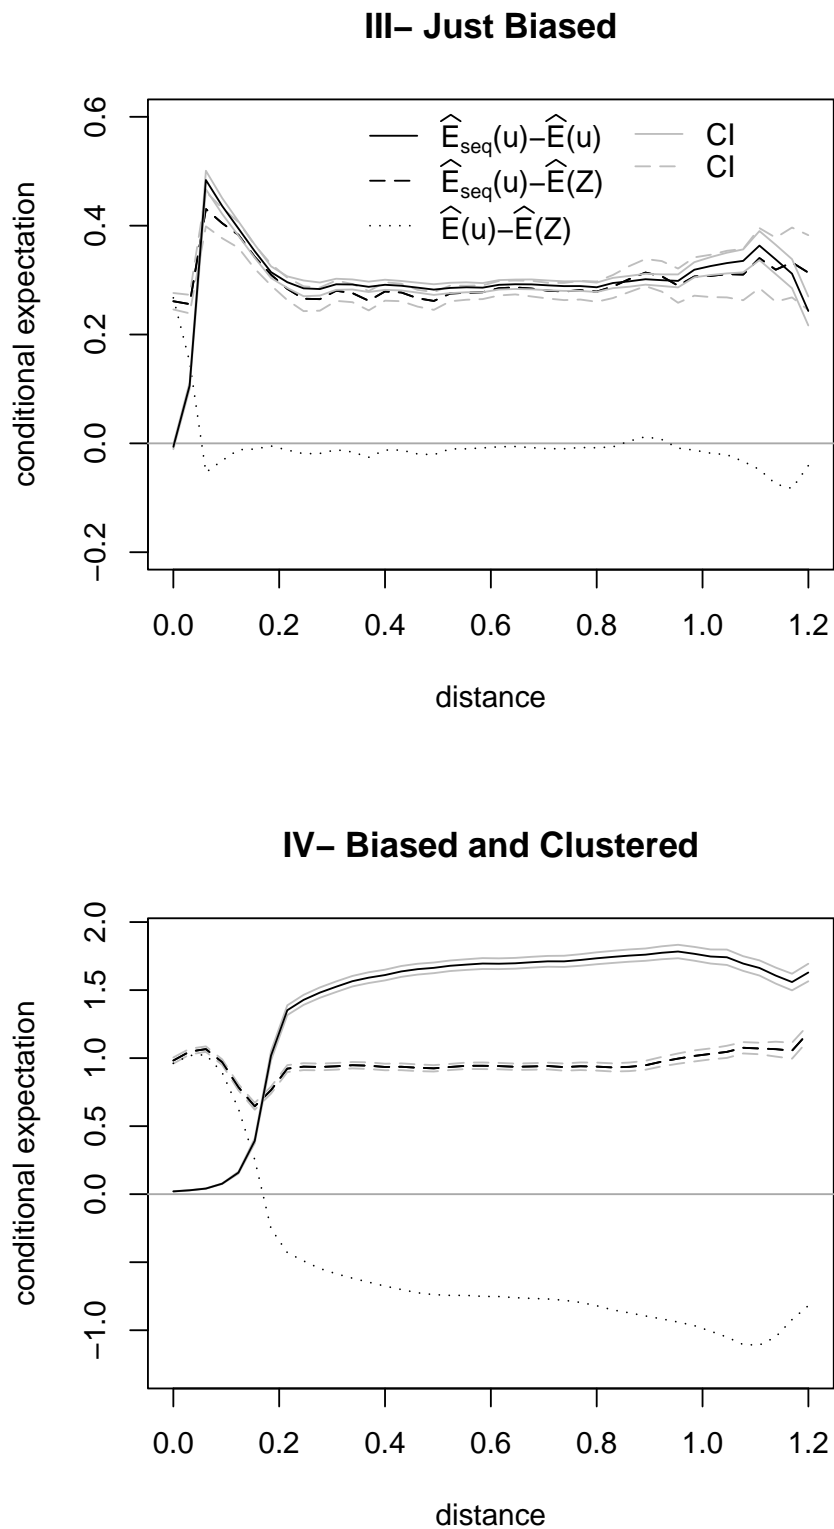 III– Just Biased
conditional expectation
0.6
0.4
0.2
0.0
−0.2
Ê_seq(u)−Ê(u)
Ê_seq(u)−Ê(Z)
Ê(u)−Ê(Z)
CI
CI
0.0 0.2 0.4 0.6 0.8 1.0 1.2
distance
IV– Biased and Clustered
conditional expectation
2.0
1.5
1.0
0.5
0.0
−1.0
0.0 0.2 0.4 0.6 0.8 1.0 1.2
distance